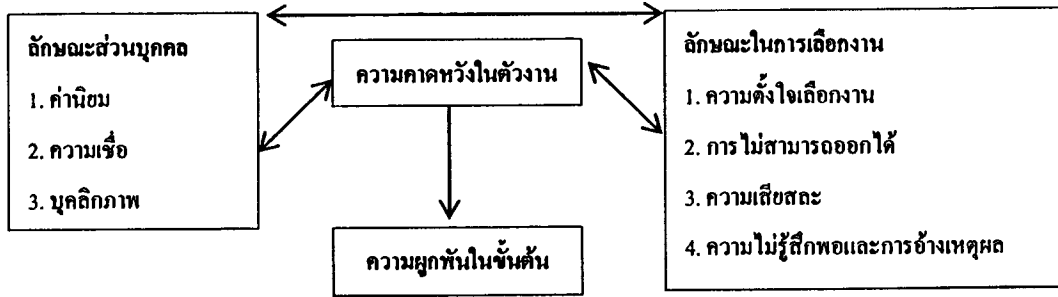 ลักษณะส่วนบุคคล
1. ค่านิยม
2. ความเชื่อ
3. บุคลิกภาพ
ความคาดหวังในตัวงาน
ความผูกพันในขั้นต้น
ลักษณะในการเลือกงาน
1. ความตั้งใจเลือกงาน
2. การไม่สามารถออกได้
3. ความเสียสละ
4. ความไม่รู้สึกพอและการอ้างเหตุผล